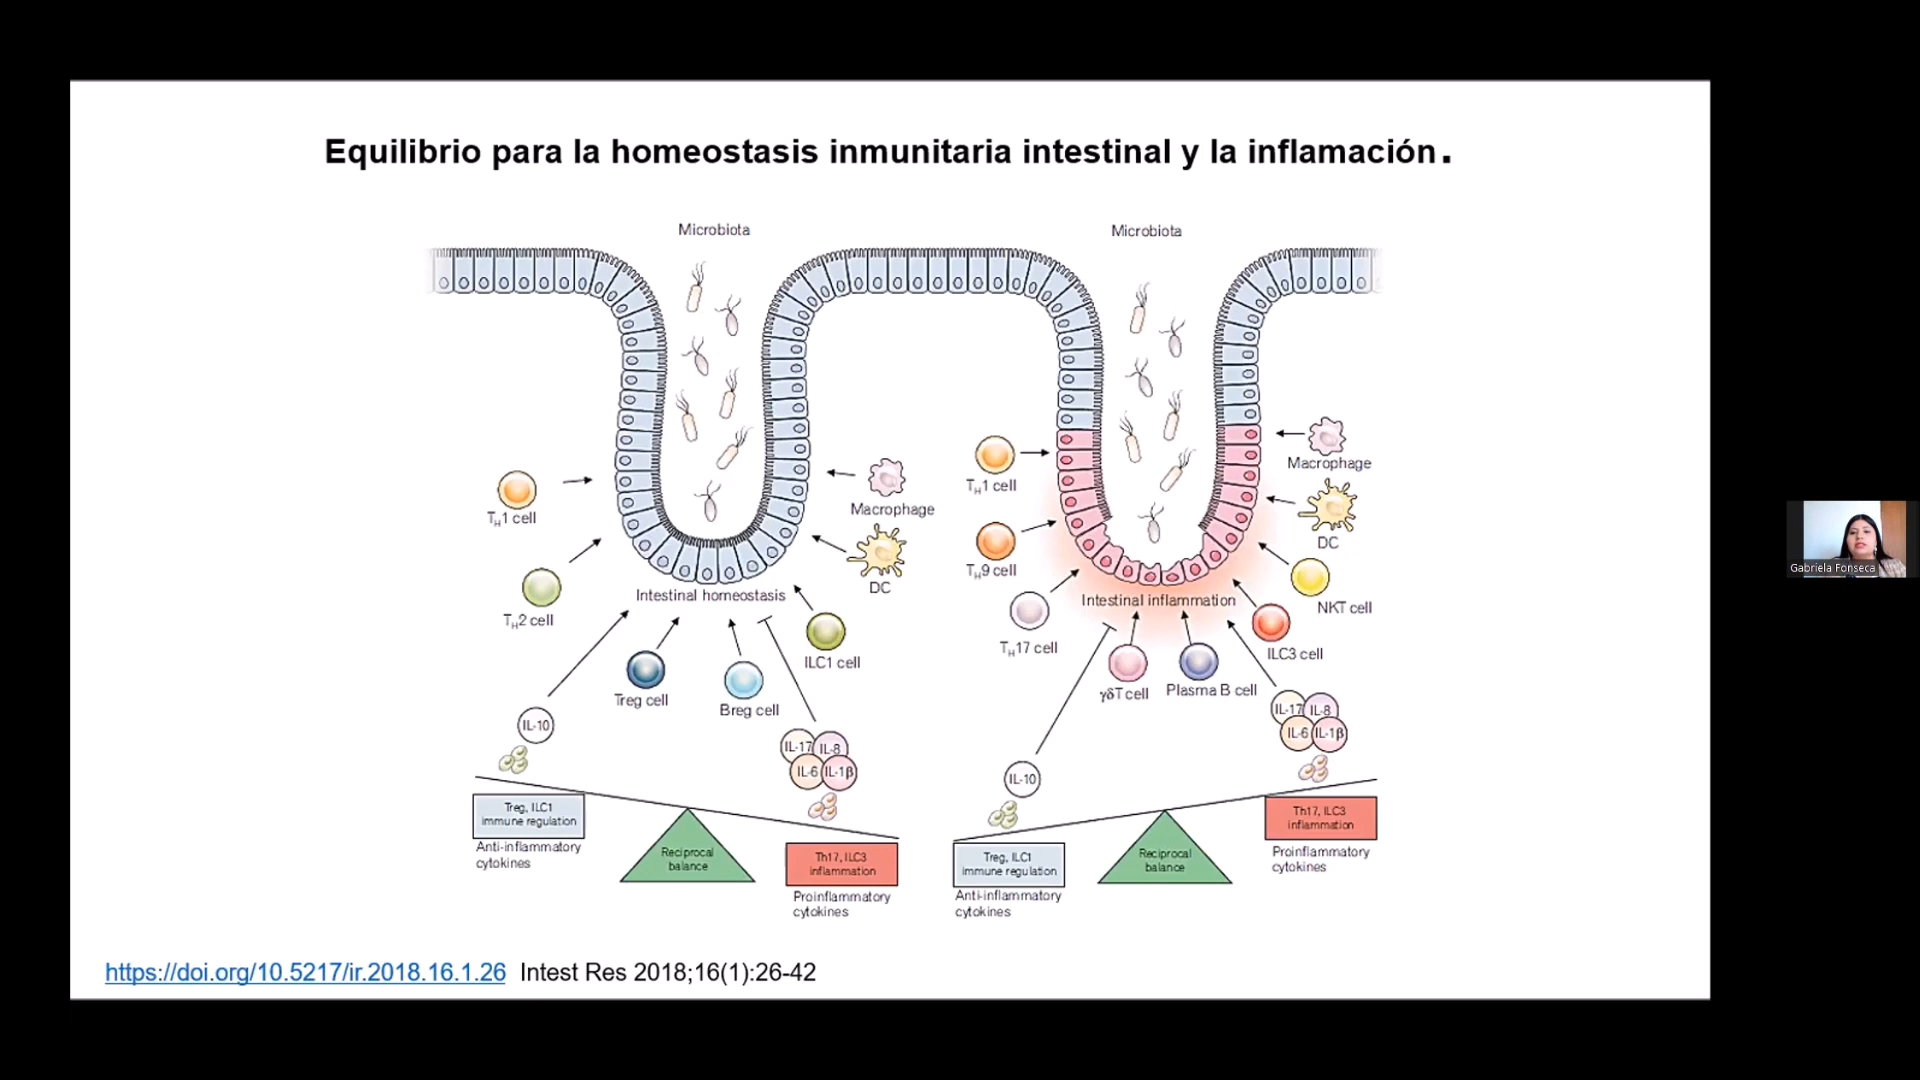 Equilibrio para la homeostasis inmunitaria intestinal y la inflamación.
Microbiota
Microbiota
TH1 cell
TH2 cell
Macrophage
DC
Intestinal homeostasis
ILC1 cell
Treg cell
Breg cell
IL-10
IL-17
IL-8
IL-6
IL-1β
Treg, ILC1
immune regulation
Anti-inflammatory
cytokines
Reciprocal
balance
Th17, ILC3
inflammation
Proinflammatory
cytokines
TH1 cell
TH9 cell
TH17 cell
Macrophage
DC
NKT cell
Intestinal inflammation
ILC3 cell
γδT cell
Plasma B cell
IL-10
IL-17
IL-8
IL-6
IL-1β
Treg, ILC1
immune regulation
Anti-inflammatory
cytokines
Reciprocal
balance
Th17, ILC3
inflammation
Proinflammatory
cytokines
https://doi.org/10.5217/ir.2018.16.1.26 Intest Res 2018;16(1):26-42
Gabriela Fonseca